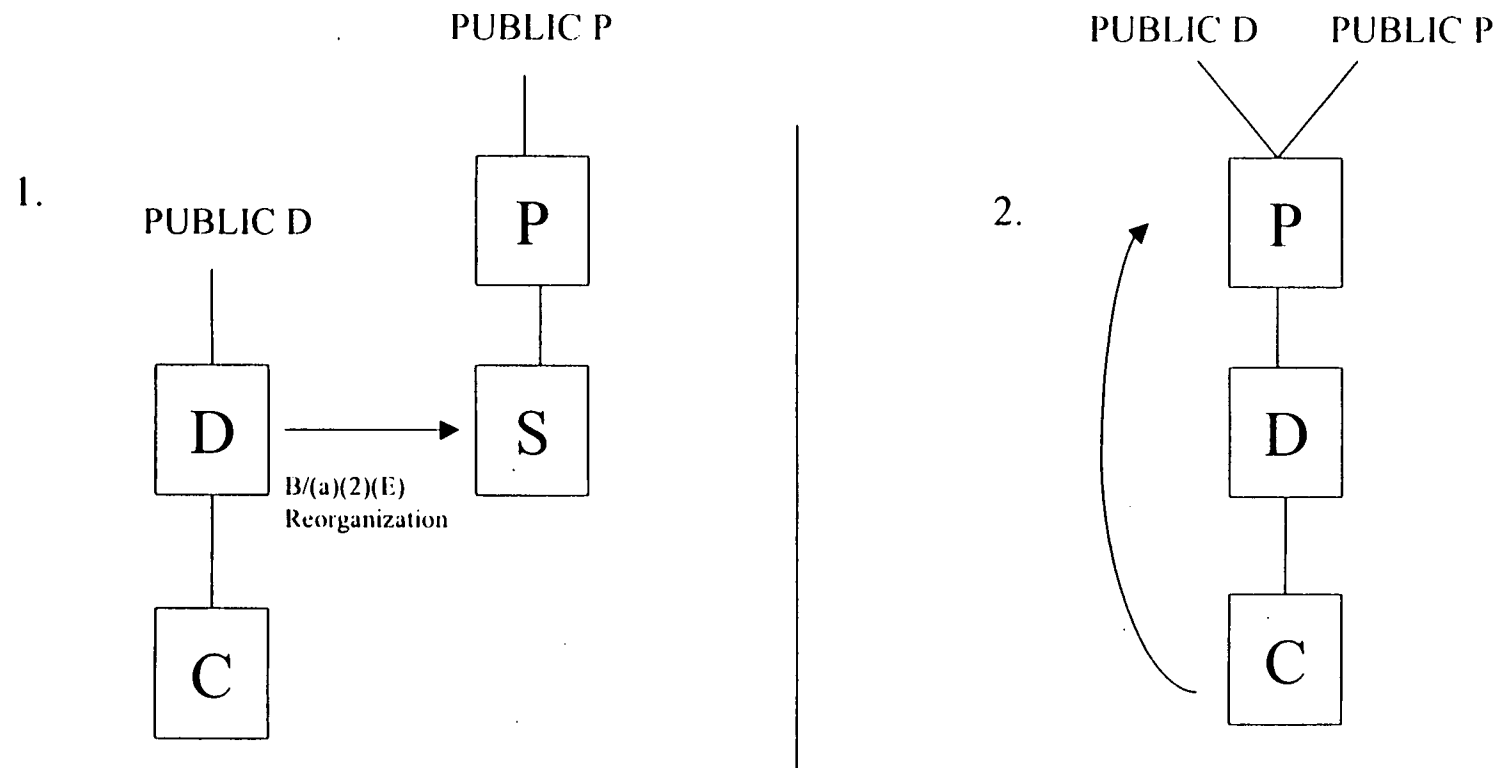 1.
PUBLIC D
PUBLIC P
P
D
S
B/(a)(2)(E)
Reorganization
C
2.
PUBLIC D
PUBLIC P
P
D
C